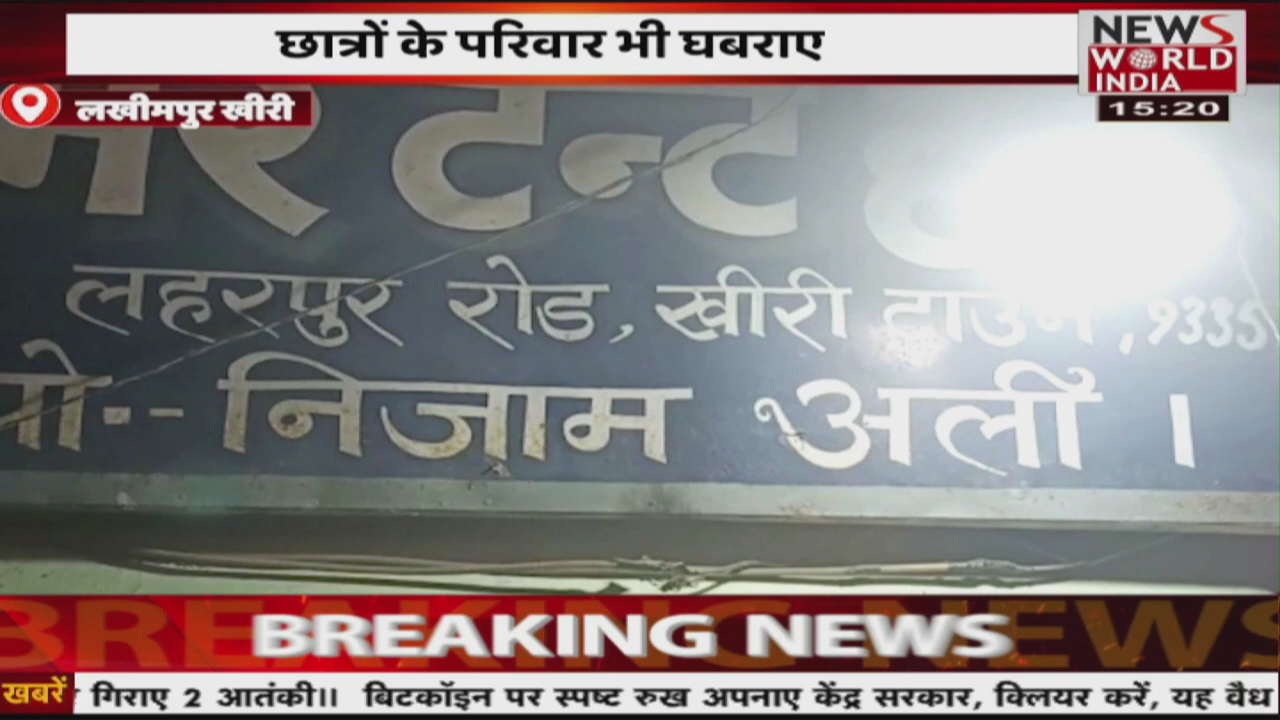 छात्रों के परिवार भी घबराए
NEWS
WORLD
INDIA
15:20
लखीमपुर खीरी
टेन्ट
लहरपुर रोड, खीरी टाउन, 9335
निजाम अली ।
BREAKING NEWS
खबरें गिराए 2 आतंकी।। बिटकॉइन पर स्पष्ट रुख अपनाए केंद्र सरकार, क्लियर करें, यह वैध